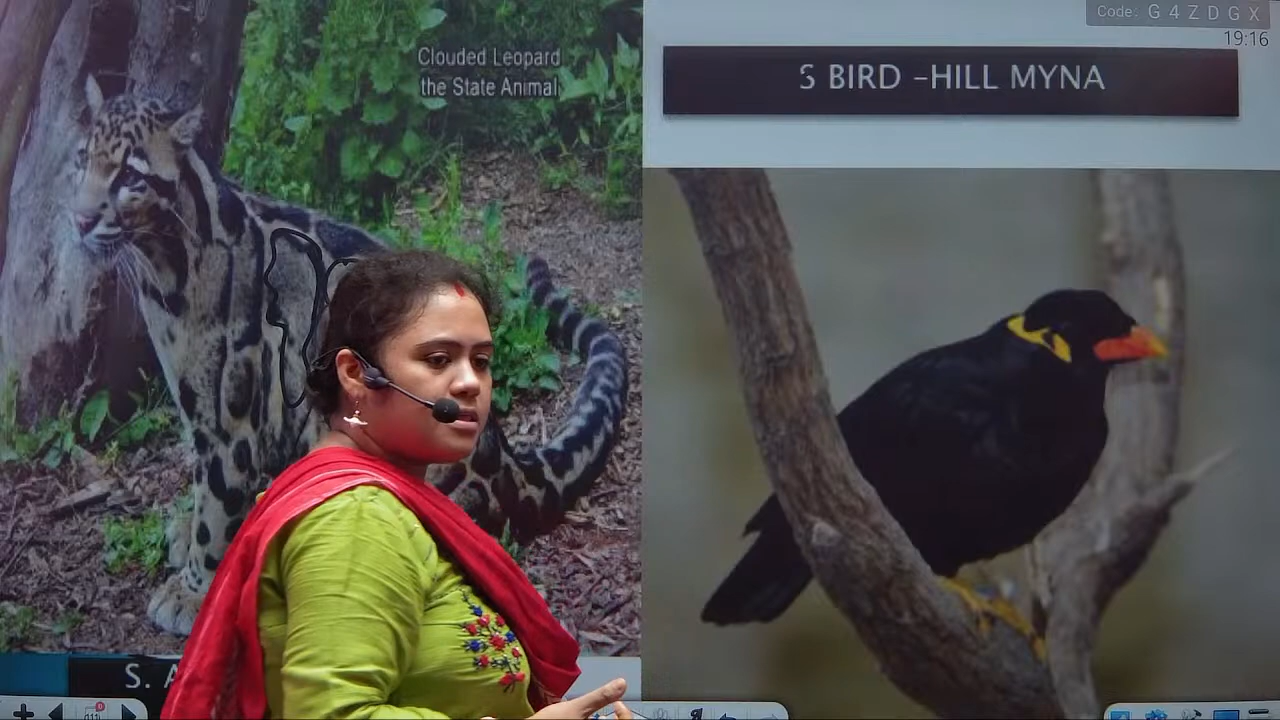 Clouded Leopard
the State Animal
Code: G 4 Z D G X
19:16
S BIRD -HILL MYNA
S. A